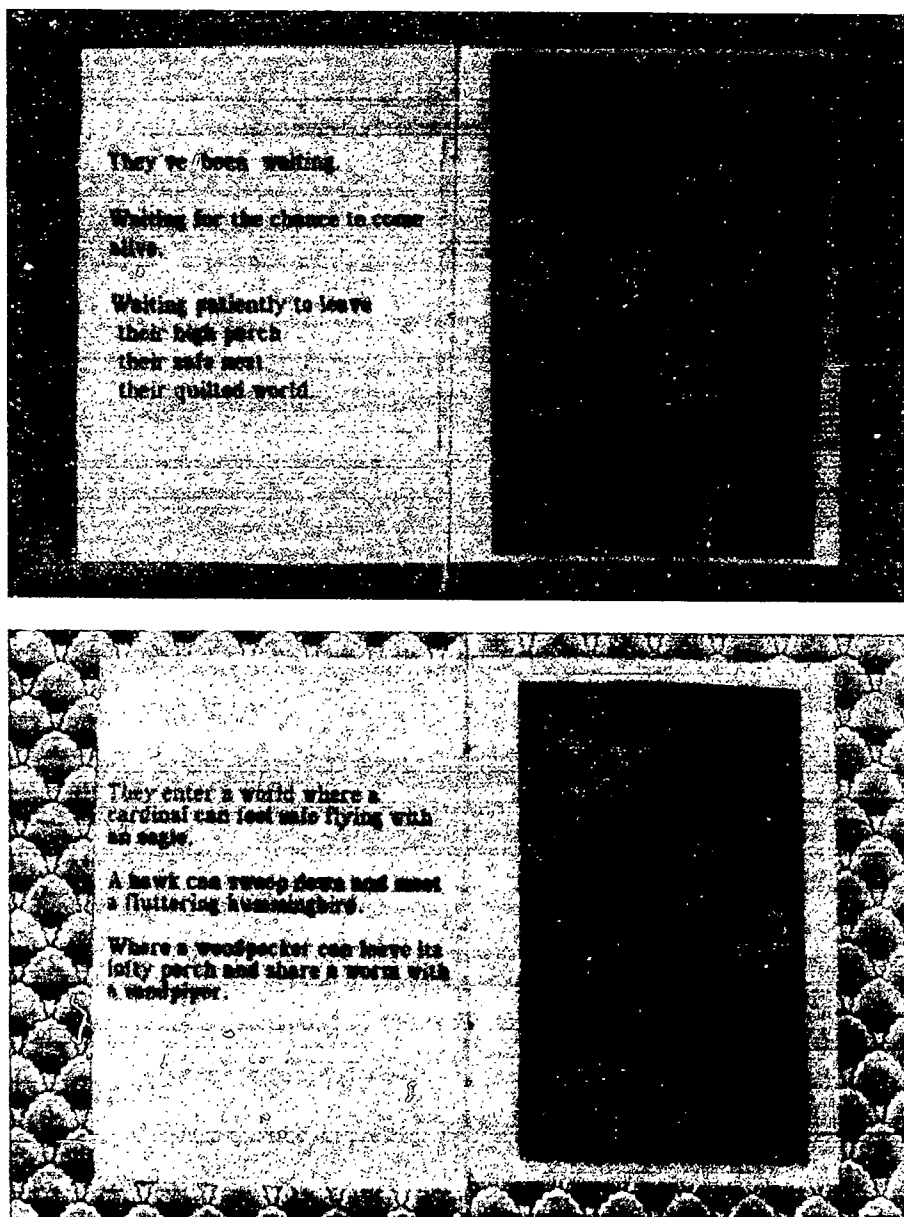 They've been waiting.
Waiting for the chance to come
alive.
Waiting patiently to leave
their high perch
their safe nest
their quilted world.
They enter a world where a
cardinal can feel safe flying with
an eagle.
A hawk can swoop down and meet
a fluttering hummingbird.
Where a woodpecker can leave its
lofty perch and share a worm with
a sandpiper.